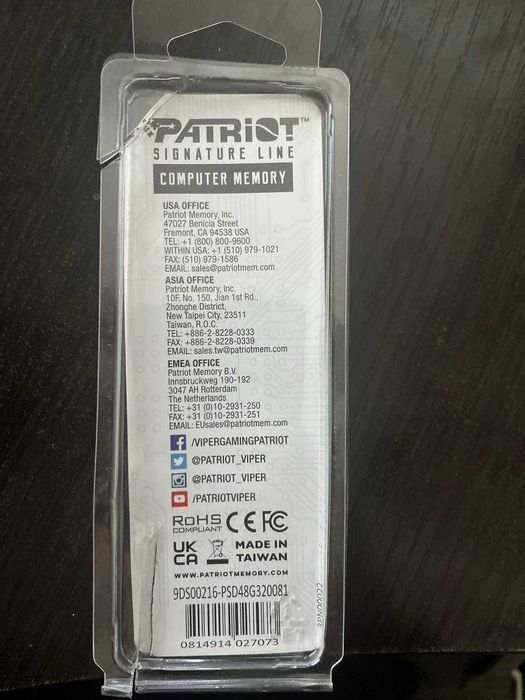 PATRIOT™
SIGNATURE LINE
COMPUTER MEMORY
USA OFFICE
Patriot Memory, Inc.
47027 Benicia Street
Fremont, CA 94538 USA
TEL: +1 (800) 800-9600
WITHIN USA: +1 (510) 979-1021
FAX: (510) 979-1586
EMAIL: sales@patriotmem.com
ASIA OFFICE
Patriot Memory, Inc.
10F, No. 150, Jian 1st Rd.,
Zhonghe District,
New Taipei City, 23511
Taiwan, R.O.C.
TEL: +886-2-8228-0333
FAX: +886-2-8228-0339
EMAIL: sales.tw@patriotmem.com
EMEA OFFICE
Patriot Memory B.V.
Innsbruckweg 190-192
3047 AH Rotterdam
The Netherlands
TEL: +31 (0)10-2931-250
FAX: +31 (0)10-2931-251
EMAIL: EUsales@patriotmem.com
/VIPERGAMINGPATRIOT
@PATRIOT_VIPER
@PATRIOT_VIPER
/PATRIOTVIPER
RoHS
COMPLIANT CE FC
UK
CA
MADE IN
TAIWAN
WWW.PATRIOTMEMORY.COM
9DS00216-PSD48G320081
0814914 027073
3PN00022